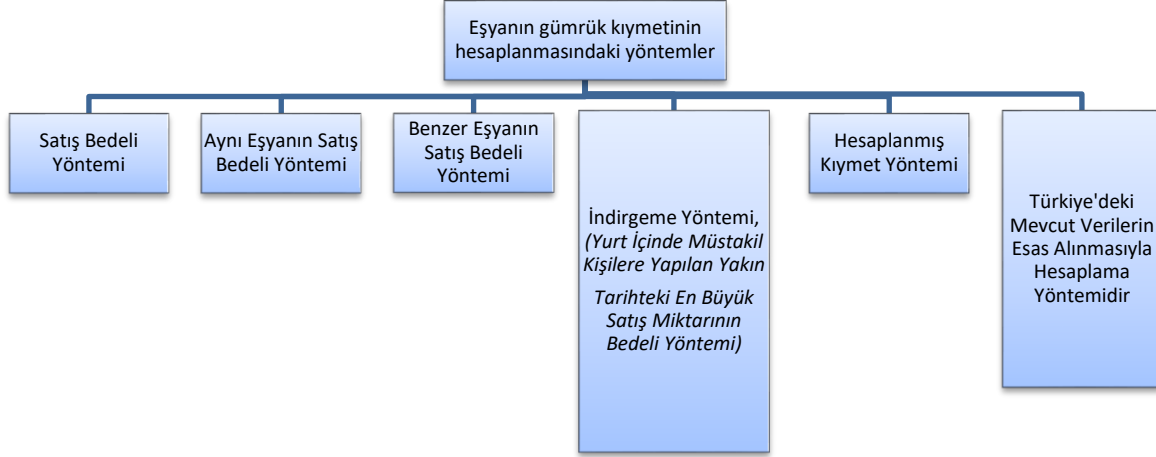 Eşyanın gümrük kıymetinin
hesaplanmasındaki yöntemler
Satış Bedeli
Yöntemi
Aynı Eşyanın Satış
Bedeli Yöntemi
Benzer Eşyanın
Satış Bedeli
Yöntemi
İndirgeme Yöntemi,
(Yurt İçinde Müstakil
Kişilere Yapılan Yakın
Tarihteki En Büyük
Satış Miktarının
Bedeli Yöntemi)
Hesaplanmış
Kıymet Yöntemi
Türkiye'deki
Mevcut Verilerin
Esas Alınmasıyla
Hesaplama
Yöntemidir